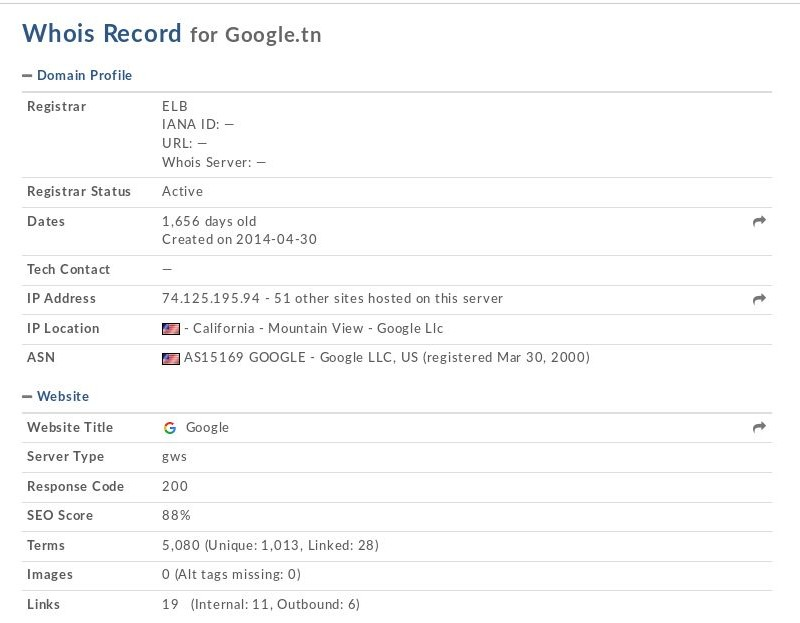 Whois Record for Google.tn
Domain Profile
Registrar ELB
IANA ID: —
URL: —
Whois Server: —
Registrar Status Active
Dates 1,656 days old
Created on 2014-04-30
Tech Contact —
IP Address 74.125.195.94 - 51 other sites hosted on this server
IP Location - California - Mountain View - Google Llc
ASN AS15169 GOOGLE - Google LLC, US (registered Mar 30, 2000)
Website
Website Title Google
Server Type gws
Response Code 200
SEO Score 88%
Terms 5,080 (Unique: 1,013, Linked: 28)
Images 0 (Alt tags missing: 0)
Links 19 (Internal: 11, Outbound: 6)